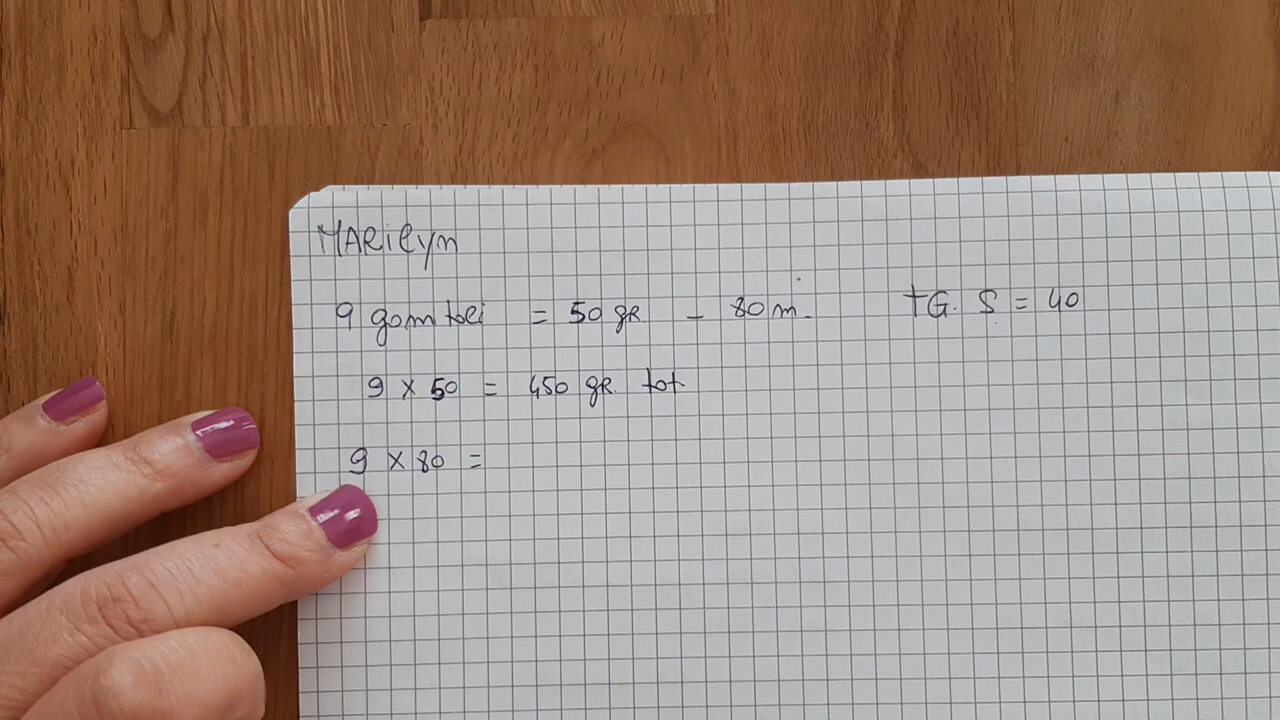 MARilyn
9 gomitoli = 50 gr - 80 m. tG. S = 40
9 x 50 = 450 gr tot
9 x 80 =